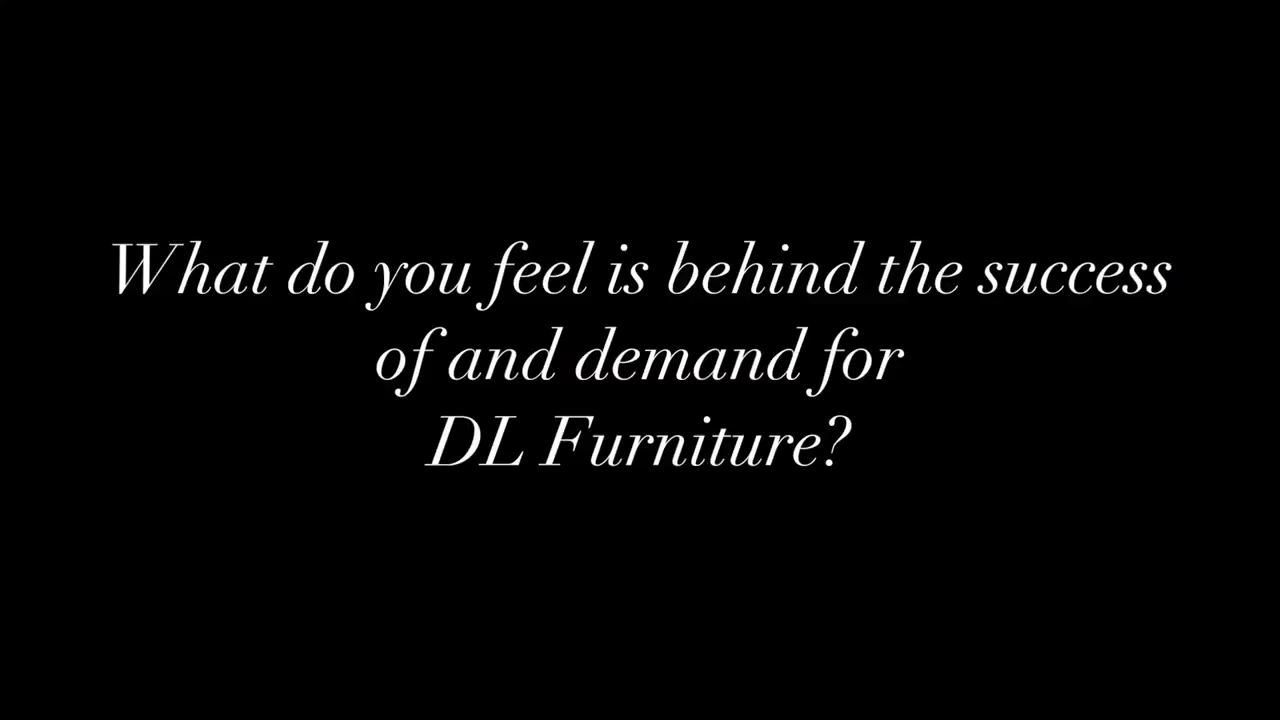 What do you feel is behind the success
of and demand for
DL Furniture?